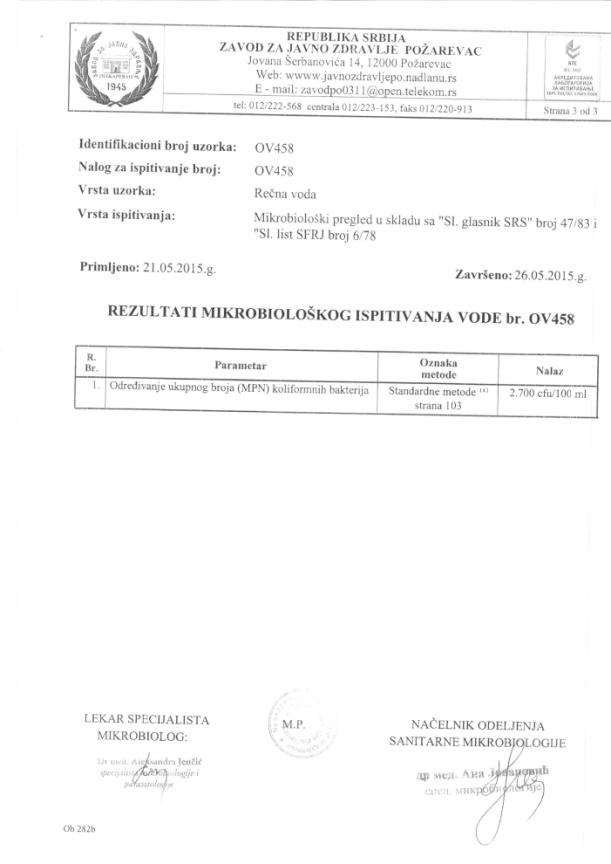 REPUBLIKA SRBIJA
ZAVOD ZA JAVNO ZDRAVLJE POŽAREVAC
Jovana Šerbanovića 14, 12000 Požarevac
Web: wwww.javnozdravljepo.nadlanu.rs
E - mail: zavodpo0311@open.telekom.rs
tel: 012/222-568 centrala 012/223-153, faks 012/220-913
1945
АКРЕДИТОВАНА
ЛАБОРАТОРИЈА
ЗА ИСПИТИВАЊЕ
Strana 3 od 3
Identifikacioni broj uzorka: OV458
Nalog za ispitivanje broj: OV458
Vrsta uzorka: Rečna voda
Vrsta ispitivanja: Mikrobiološki pregled u skladu sa "Sl. glasnik SRS" broj 47/83 i
"Sl. list SFRJ broj 6/78
Primljeno: 21.05.2015.g. Završeno: 26.05.2015.g.
REZULTATI MIKROBIOLOŠKOG ISPITIVANJA VODE br. OV458
R. Br. Parametar Oznaka metode Nalaz
1. Određivanje ukupnog broja (MPN) koliformnih bakterija Standardne metode 2.700 cfu/100 ml
strana 103
LEKAR SPECIJALISTA
MIKROBIOLOG:
Dr med. Aleksandra Jenčić
specijalista mikrobiologije i
parazitologije
M.P.
NAČELNIK ODELJENJA
SANITARNE MIKROBIOLOGIJE
др мед. Ана Јовановић
спец. микробиологије
Ob 282b